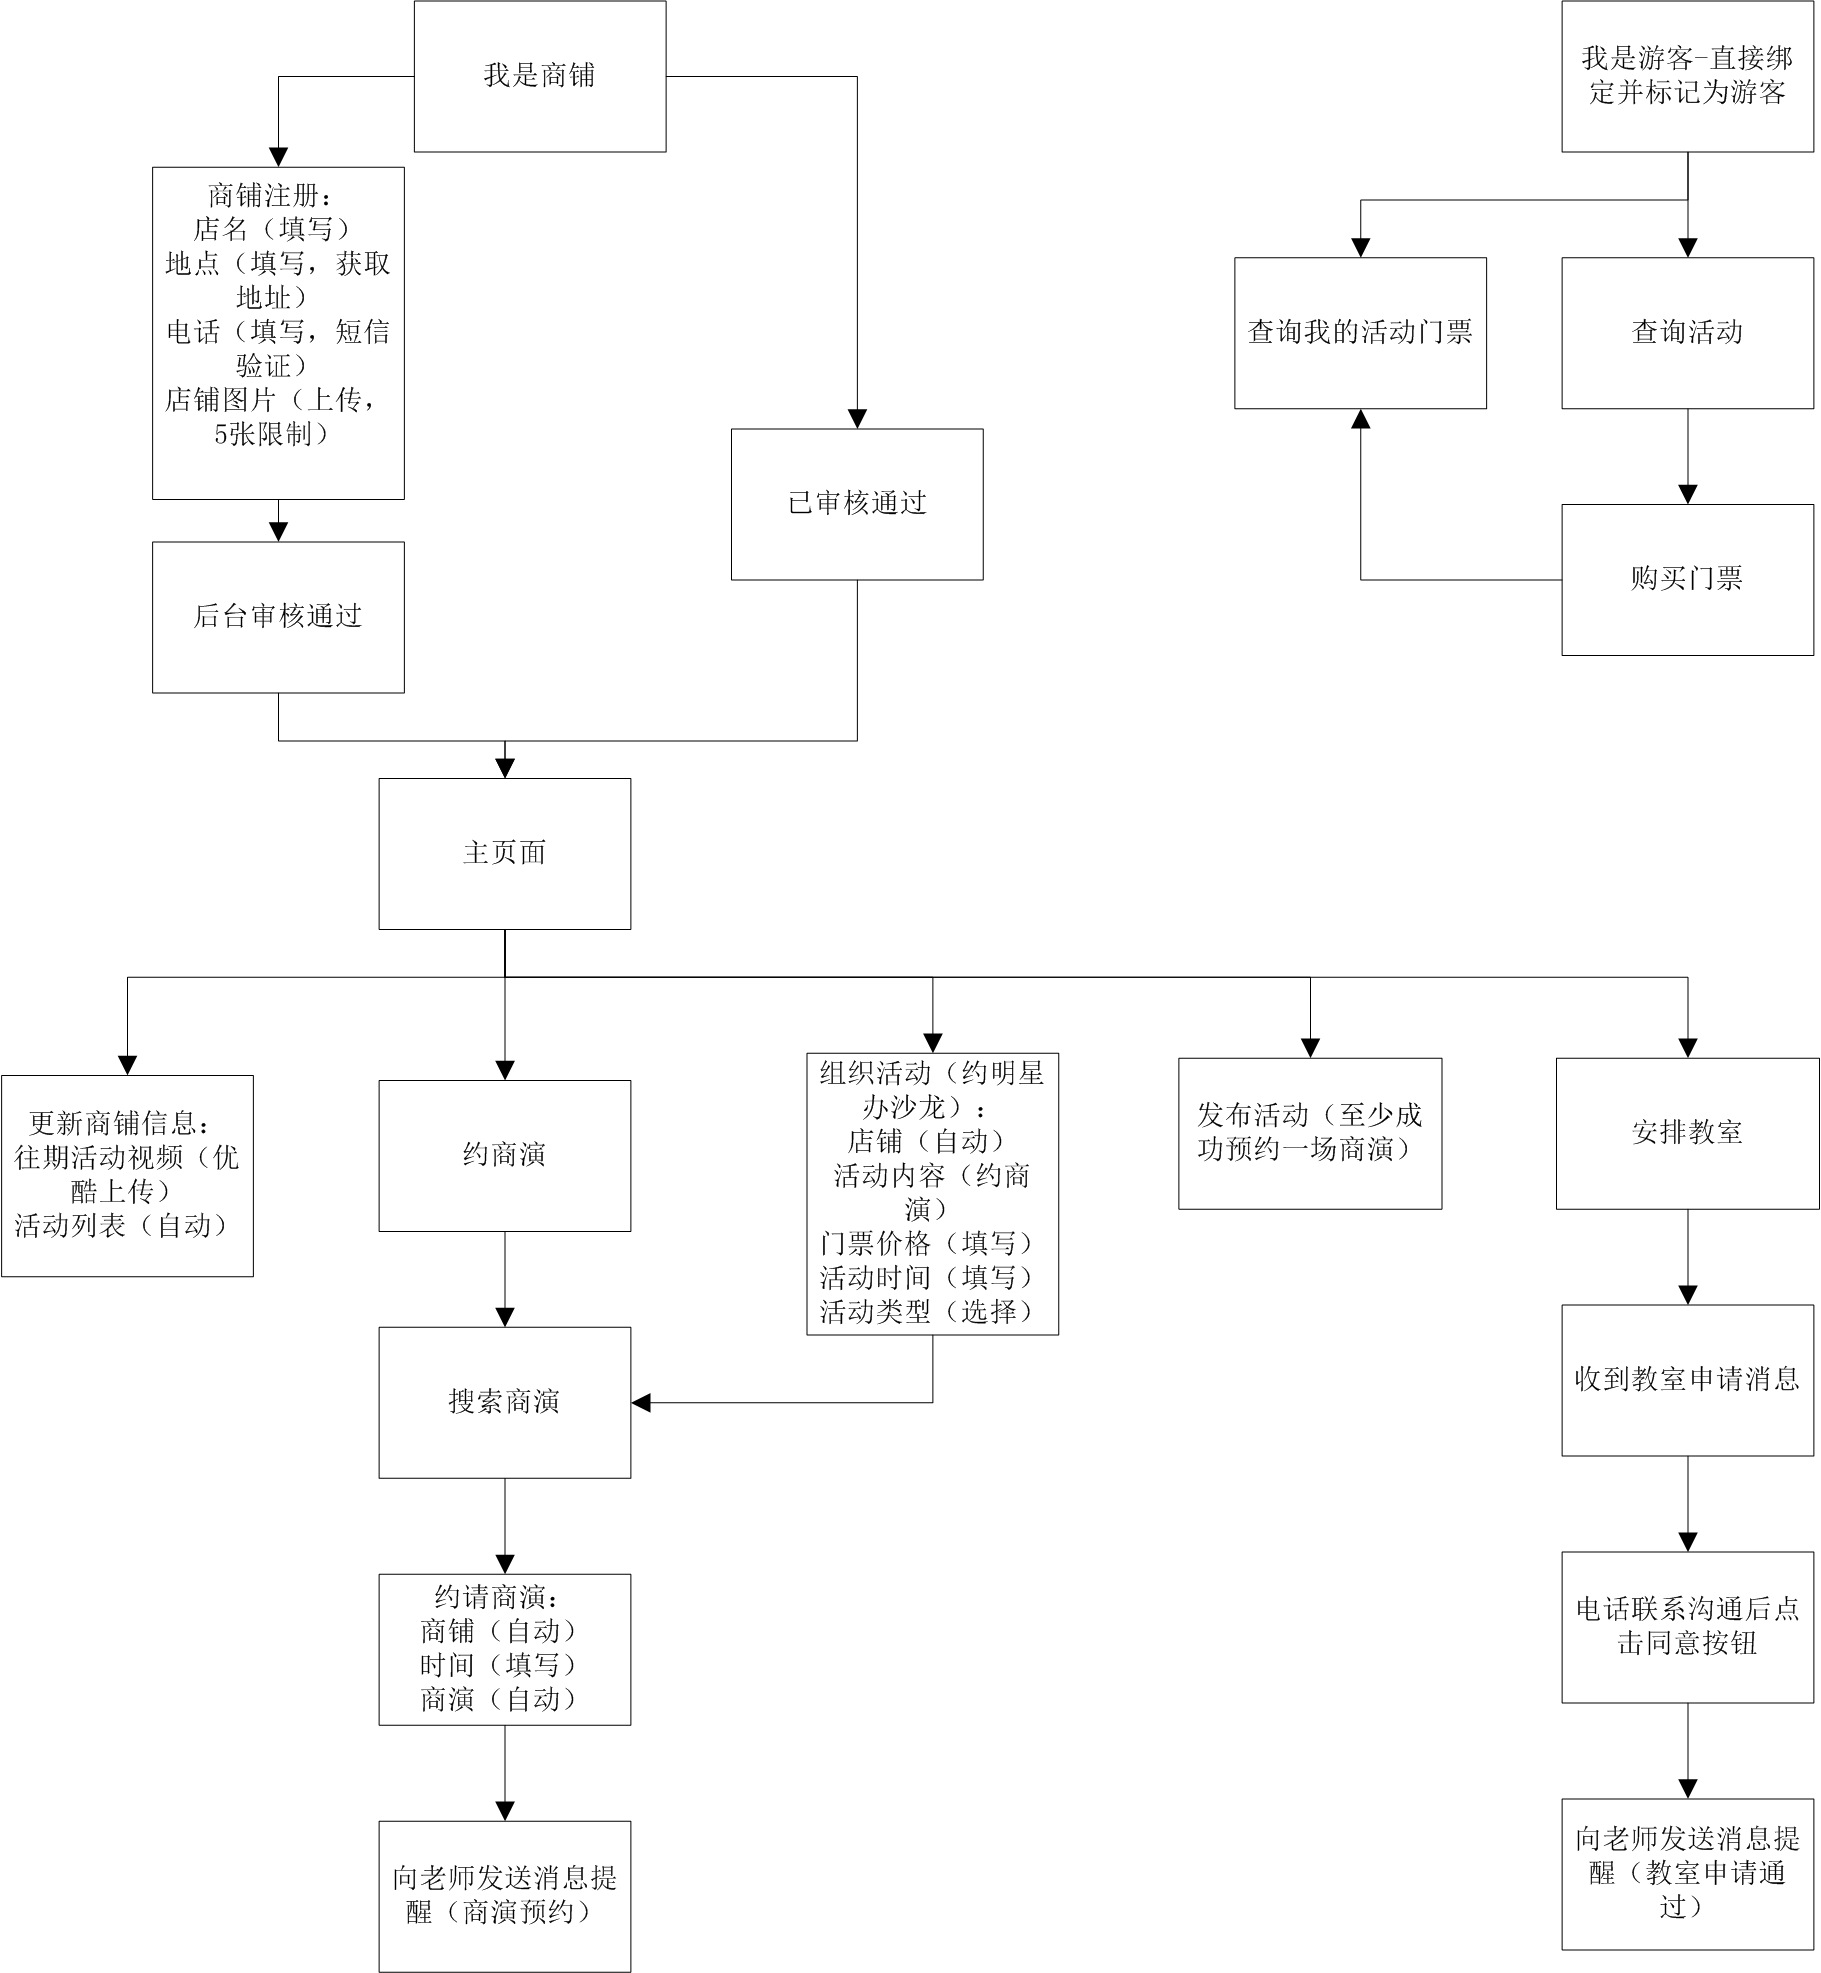 我是商铺
我是游客-直接绑
定并标记为游客
商铺注册：
店名（填写）
地点（填写，获取
地址）
电话（填写，短信
验证）
店铺图片（上传，
5张限制）
查询我的活动门票
查询活动
已审核通过
购买门票
后台审核通过
主页面
更新商铺信息：
往期活动视频（优
酷上传）
活动列表（自动）
约商演
组织活动（约明星
办沙龙）：
店铺（自动）
活动内容（约商
演）
门票价格（填写）
活动时间（填写）
活动类型（选择）
发布活动（至少成
功预约一场商演）
安排教室
搜索商演
收到教室申请消息
约请商演：
商铺（自动）
时间（填写）
商演（自动）
电话联系沟通后点
击同意按钮
向老师发送消息提
醒（商演预约）
向老师发送消息提
醒（教室申请通
过）